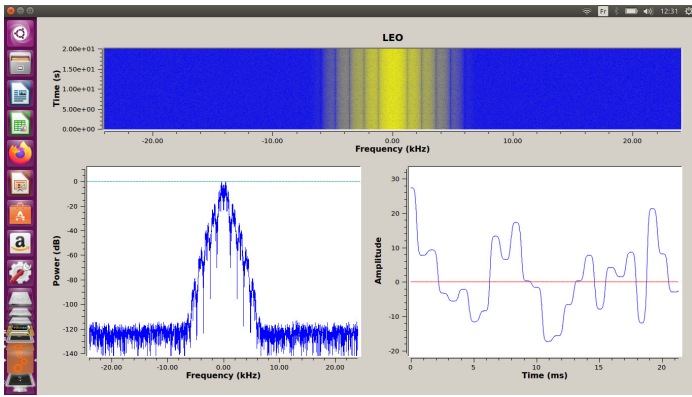 Fr 12:31
LEO
2.00e+01
1.50e+01
1.00e+01
5.00e+00
0.00e+00
Time (s)
-20.00 -10.00 0.00 10.00 20.00
Frequency (kHz)
0
-20
-40
-60
-80
-100
-120
-140
Power (dB)
-20.00 -10.00 0.00 10.00 20.00
Frequency (kHz)
30
20
10
0
-10
-20
Amplitude
0 5 10 15 20
Time (ms)
A
a